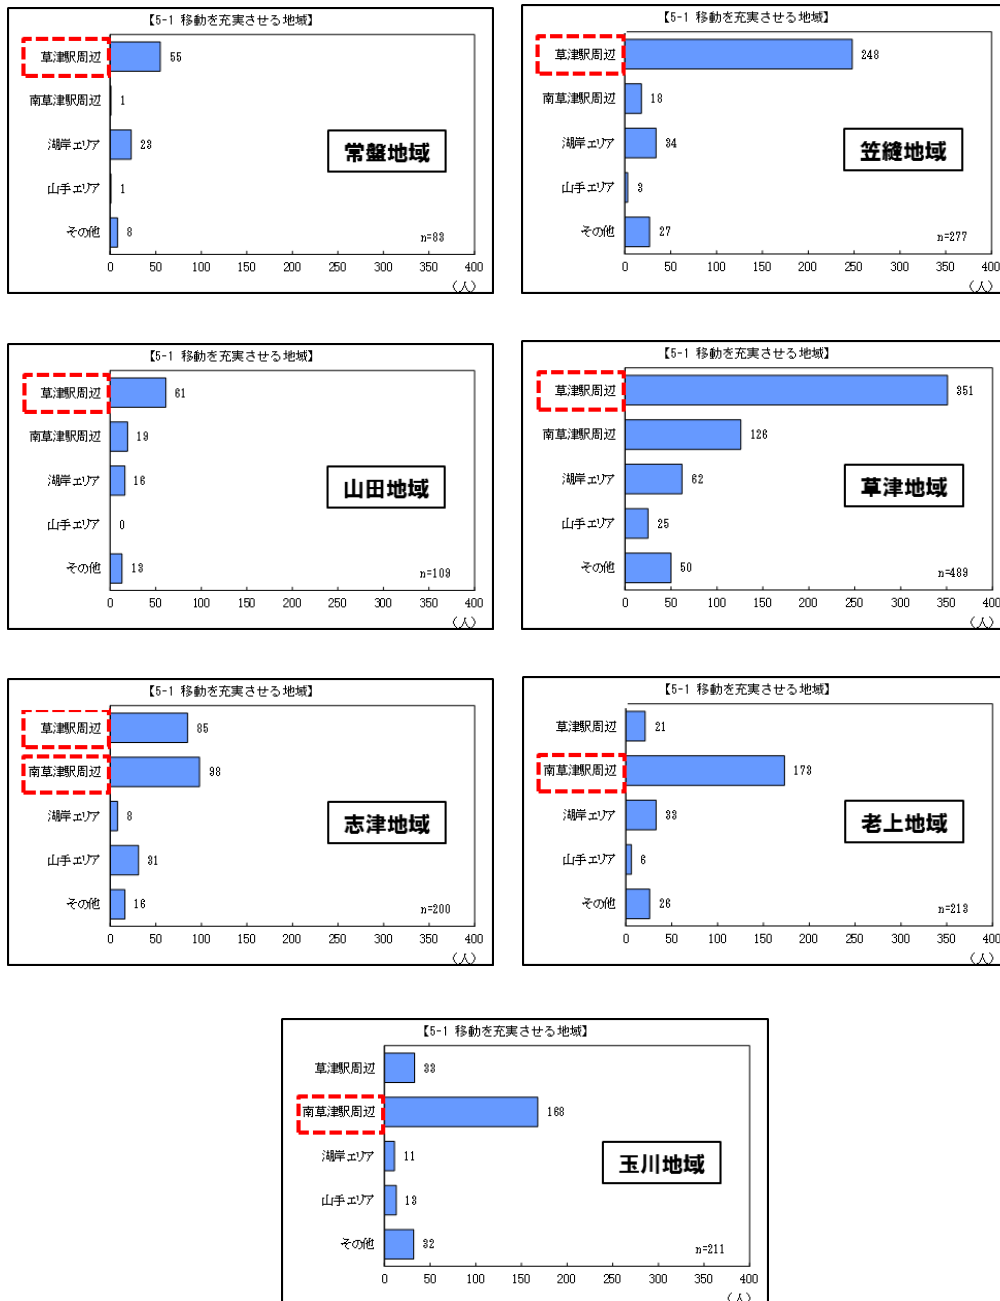 【5-1 移動を充実させる地域】
草津駅周辺 55
南草津駅周辺 1
湖岸エリア 23
山手エリア 1
その他 8
常盤地域
n=83
0 50 100 150 200 250 300 350 400
(人)
【5-1 移動を充実させる地域】
草津駅周辺 248
南草津駅周辺 18
湖岸エリア 34
山手エリア 3
その他 27
笠縫地域
n=277
0 50 100 150 200 250 300 350 400
(人)
【5-1 移動を充実させる地域】
草津駅周辺 61
南草津駅周辺 19
湖岸エリア 16
山手エリア 0
その他 13
山田地域
n=109
0 50 100 150 200 250 300 350 400
(人)
【5-1 移動を充実させる地域】
草津駅周辺 351
南草津駅周辺 126
湖岸エリア 62
山手エリア 25
その他 50
草津地域
n=489
0 50 100 150 200 250 300 350 400
(人)
【5-1 移動を充実させる地域】
草津駅周辺 85
南草津駅周辺 98
湖岸エリア 8
山手エリア 31
その他 16
志津地域
n=200
0 50 100 150 200 250 300 350 400
(人)
【5-1 移動を充実させる地域】
草津駅周辺 21
南草津駅周辺 173
湖岸エリア 33
山手エリア 6
その他 26
老上地域
n=213
0 50 100 150 200 250 300 350 400
(人)
【5-1 移動を充実させる地域】
草津駅周辺 33
南草津駅周辺 168
湖岸エリア 11
山手エリア 13
その他 32
玉川地域
n=211
0 50 100 150 200 250 300 350 400
(人)